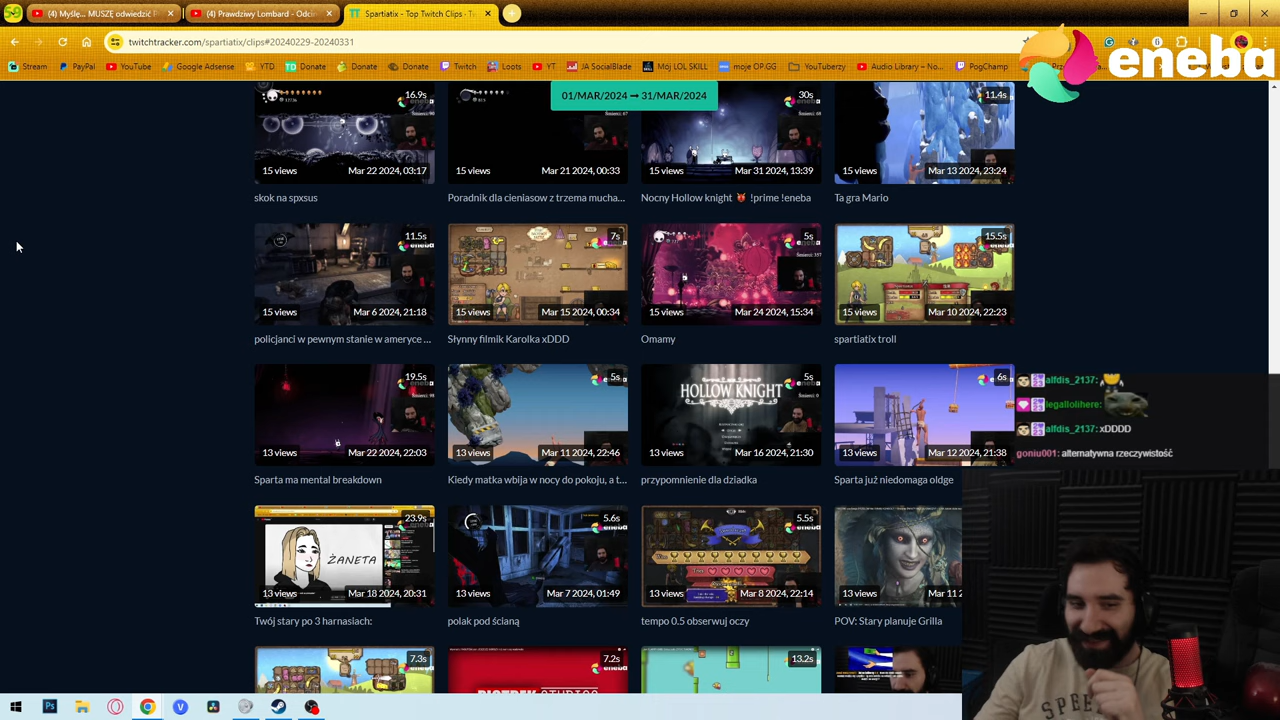 (4) Myślę... MUSZĘ odwiedzić
(4) Prawdziwy Lombard - Odci
Spartiatix - Top Twitch Clips - T
twitchtracker.com/spartiatix/clips#20240229-20240331
eneba
Stream
PayPal
YouTube
Google Adsense
YTD
Donate
Donate
Donate
Twitch
Loots
YT
JA SocialBlade
Mój LOL SKILL
moje OP.GG
YouTuberzy
Audio Library – No...
PogChamp
01/MAR/2024 ➞ 31/MAR/2024
16.9s
30s
11.4s
15 views
Mar 22 2024, 03:17
15 views
Mar 21 2024, 00:33
15 views
Mar 31 2024, 13:39
15 views
Mar 13 2024, 23:24
skok na spxsus
Poradnik dla cieniasow z trzema mucha...
Nocny Hollow knight !prime !eneba
Ta gra Mario
11.5s
7s
5s
15.5s
15 views
Mar 6 2024, 21:18
15 views
Mar 15 2024, 00:34
15 views
Mar 24 2024, 15:34
15 views
Mar 10 2024, 22:23
policjanci w pewnym stanie w ameryce ...
Słynny filmik Karolka xDDD
Omamy
spartiatix troll
19.5s
5s
5s
6s
HOLLOW KNIGHT
13 views
Mar 22 2024, 22:03
13 views
Mar 11 2024, 22:46
13 views
Mar 16 2024, 21:30
13 views
Mar 12 2024, 21:38
Sparta ma mental breakdown
Kiedy matka wbija w nocy do pokoju, a t...
przypomnienie dla dziadka
Sparta już niedomaga oldge
alfdis_2137:
legallolihere:
alfdis_2137: xDDDD
goniu001: alternatywna rzeczywistość
23.9s
5.6s
5.5s
ŻANETA
13 views
Mar 18 2024, 20:31
13 views
Mar 7 2024, 01:49
13 views
Mar 8 2024, 22:14
13 views
Mar 11 2
Twój stary po 3 harnasiach:
polak pod ścianą
tempo 0.5 obserwuj oczy
POV: Stary planuje Grilla
7.3s
7.2s
13.2s
SPEE